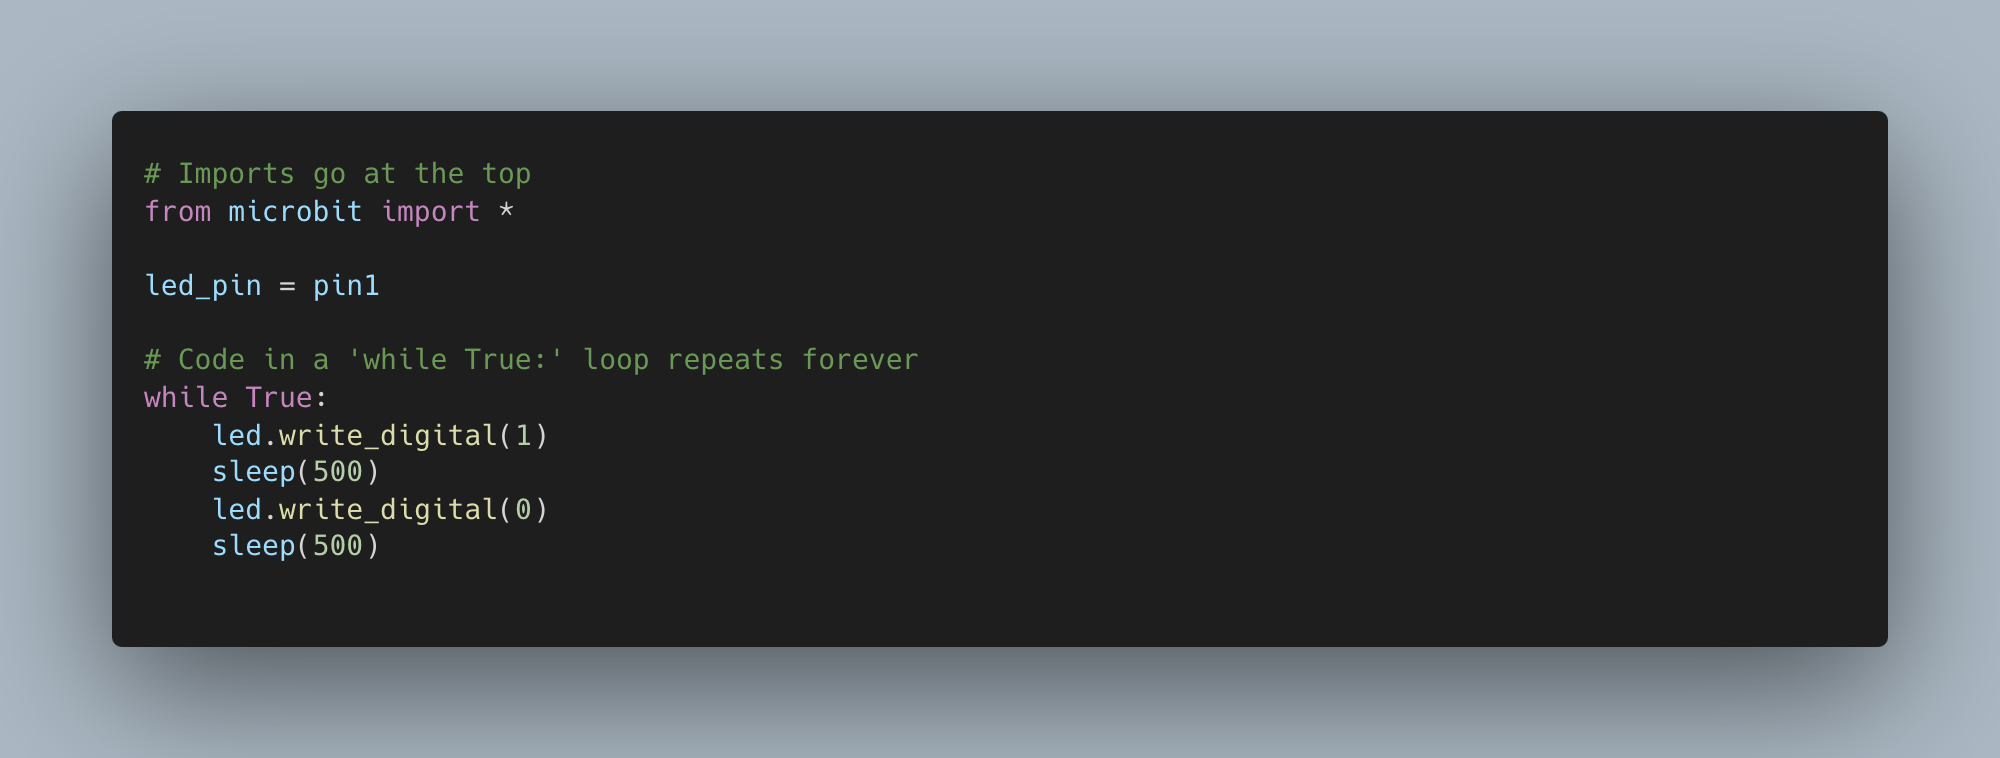 # Imports go at the top
from microbit import *

led_pin = pin1

# Code in a 'while True:' loop repeats forever
while True:
    led.write_digital(1)
    sleep(500)
    led.write_digital(0)
    sleep(500)